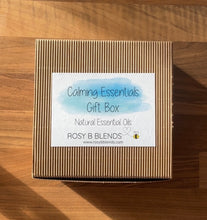 Calming Essentials
Gift Box
Natural Essential Oils
ROSY B BLENDS
www.rosybblends.com